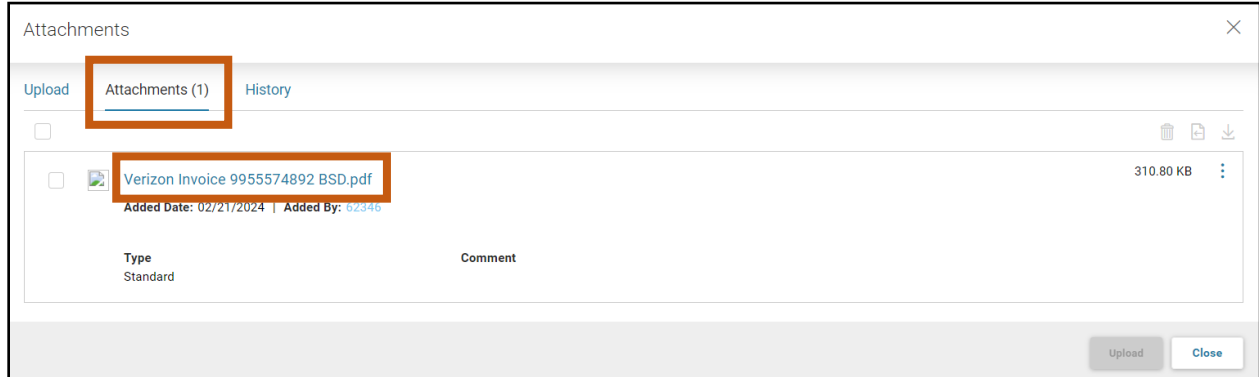 Attachments
Upload Attachments (1) History
Verizon Invoice 9955574892 BSD.pdf 310.80 KB
Added Date: 02/21/2024 | Added By: 62346
Type Comment
Standard
Upload Close